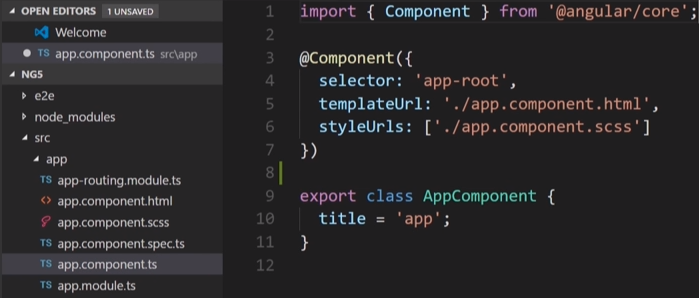 OPEN EDITORS 1 UNSAVED
Welcome
TS app.component.ts src\app
NG5
e2e
node_modules
src
app
TS app-routing.module.ts
<> app.component.html
app.component.scss
TS app.component.spec.ts
TS app.component.ts
TS app.module.ts
1 import { Component } from '@angular/core';
2
3 @Component({
4 selector: 'app-root',
5 templateUrl: './app.component.html',
6 styleUrls: ['./app.component.scss']
7 })
8
9 export class AppComponent {
10 title = 'app';
11 }
12